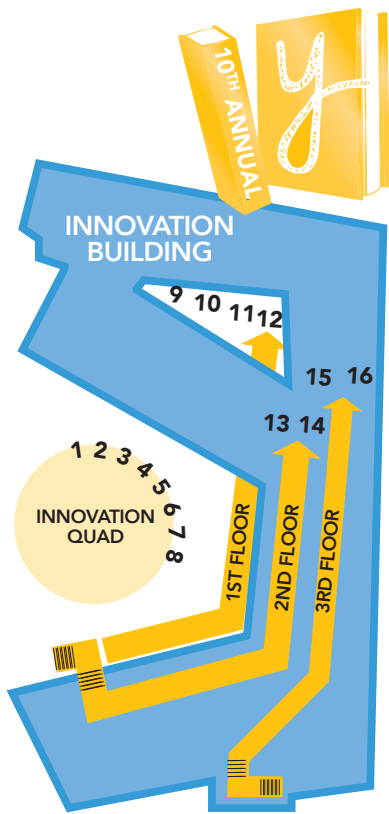 10TH ANNUAL
y
INNOVATION
BUILDING
9 10 11 12
15 16
13 14
1 2 3 4 5 6 7 8
INNOVATION
QUAD
1ST FLOOR
2ND FLOOR
3RD FLOOR